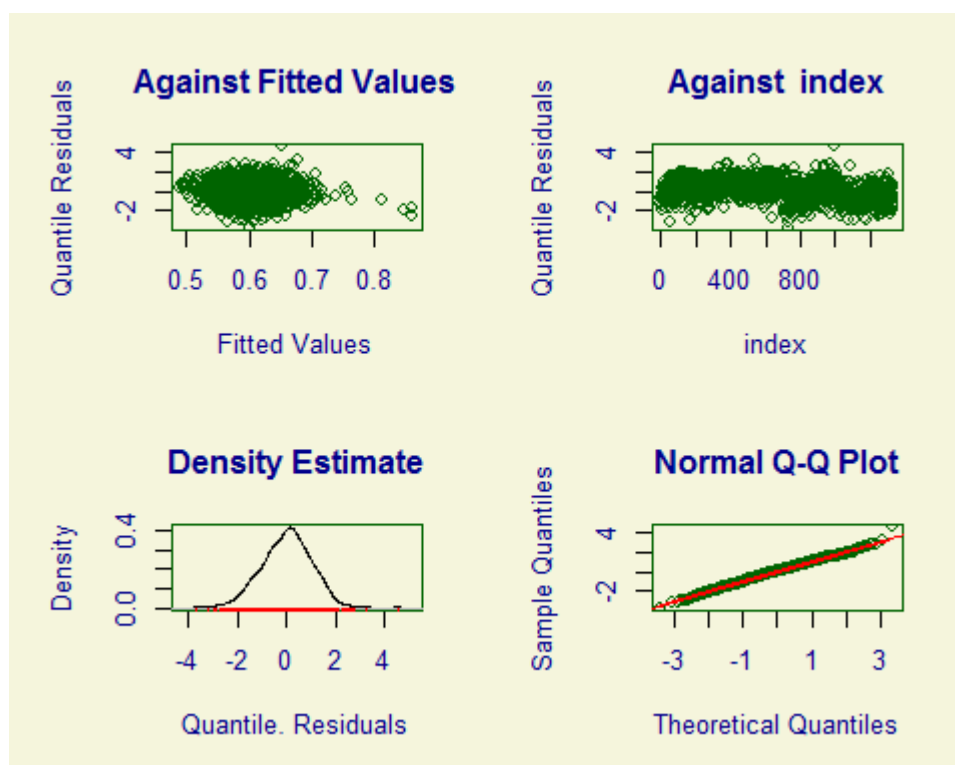 Against Fitted Values
Quantile Residuals
4
-2
0.5 0.6 0.7 0.8
Fitted Values
Against index
Quantile Residuals
4
-2
0 400 800
index
Density Estimate
Density
0.4
0.0
-4 -2 0 2 4
Quantile. Residuals
Normal Q-Q Plot
Sample Quantiles
4
-2
-3 -1 1 3
Theoretical Quantiles